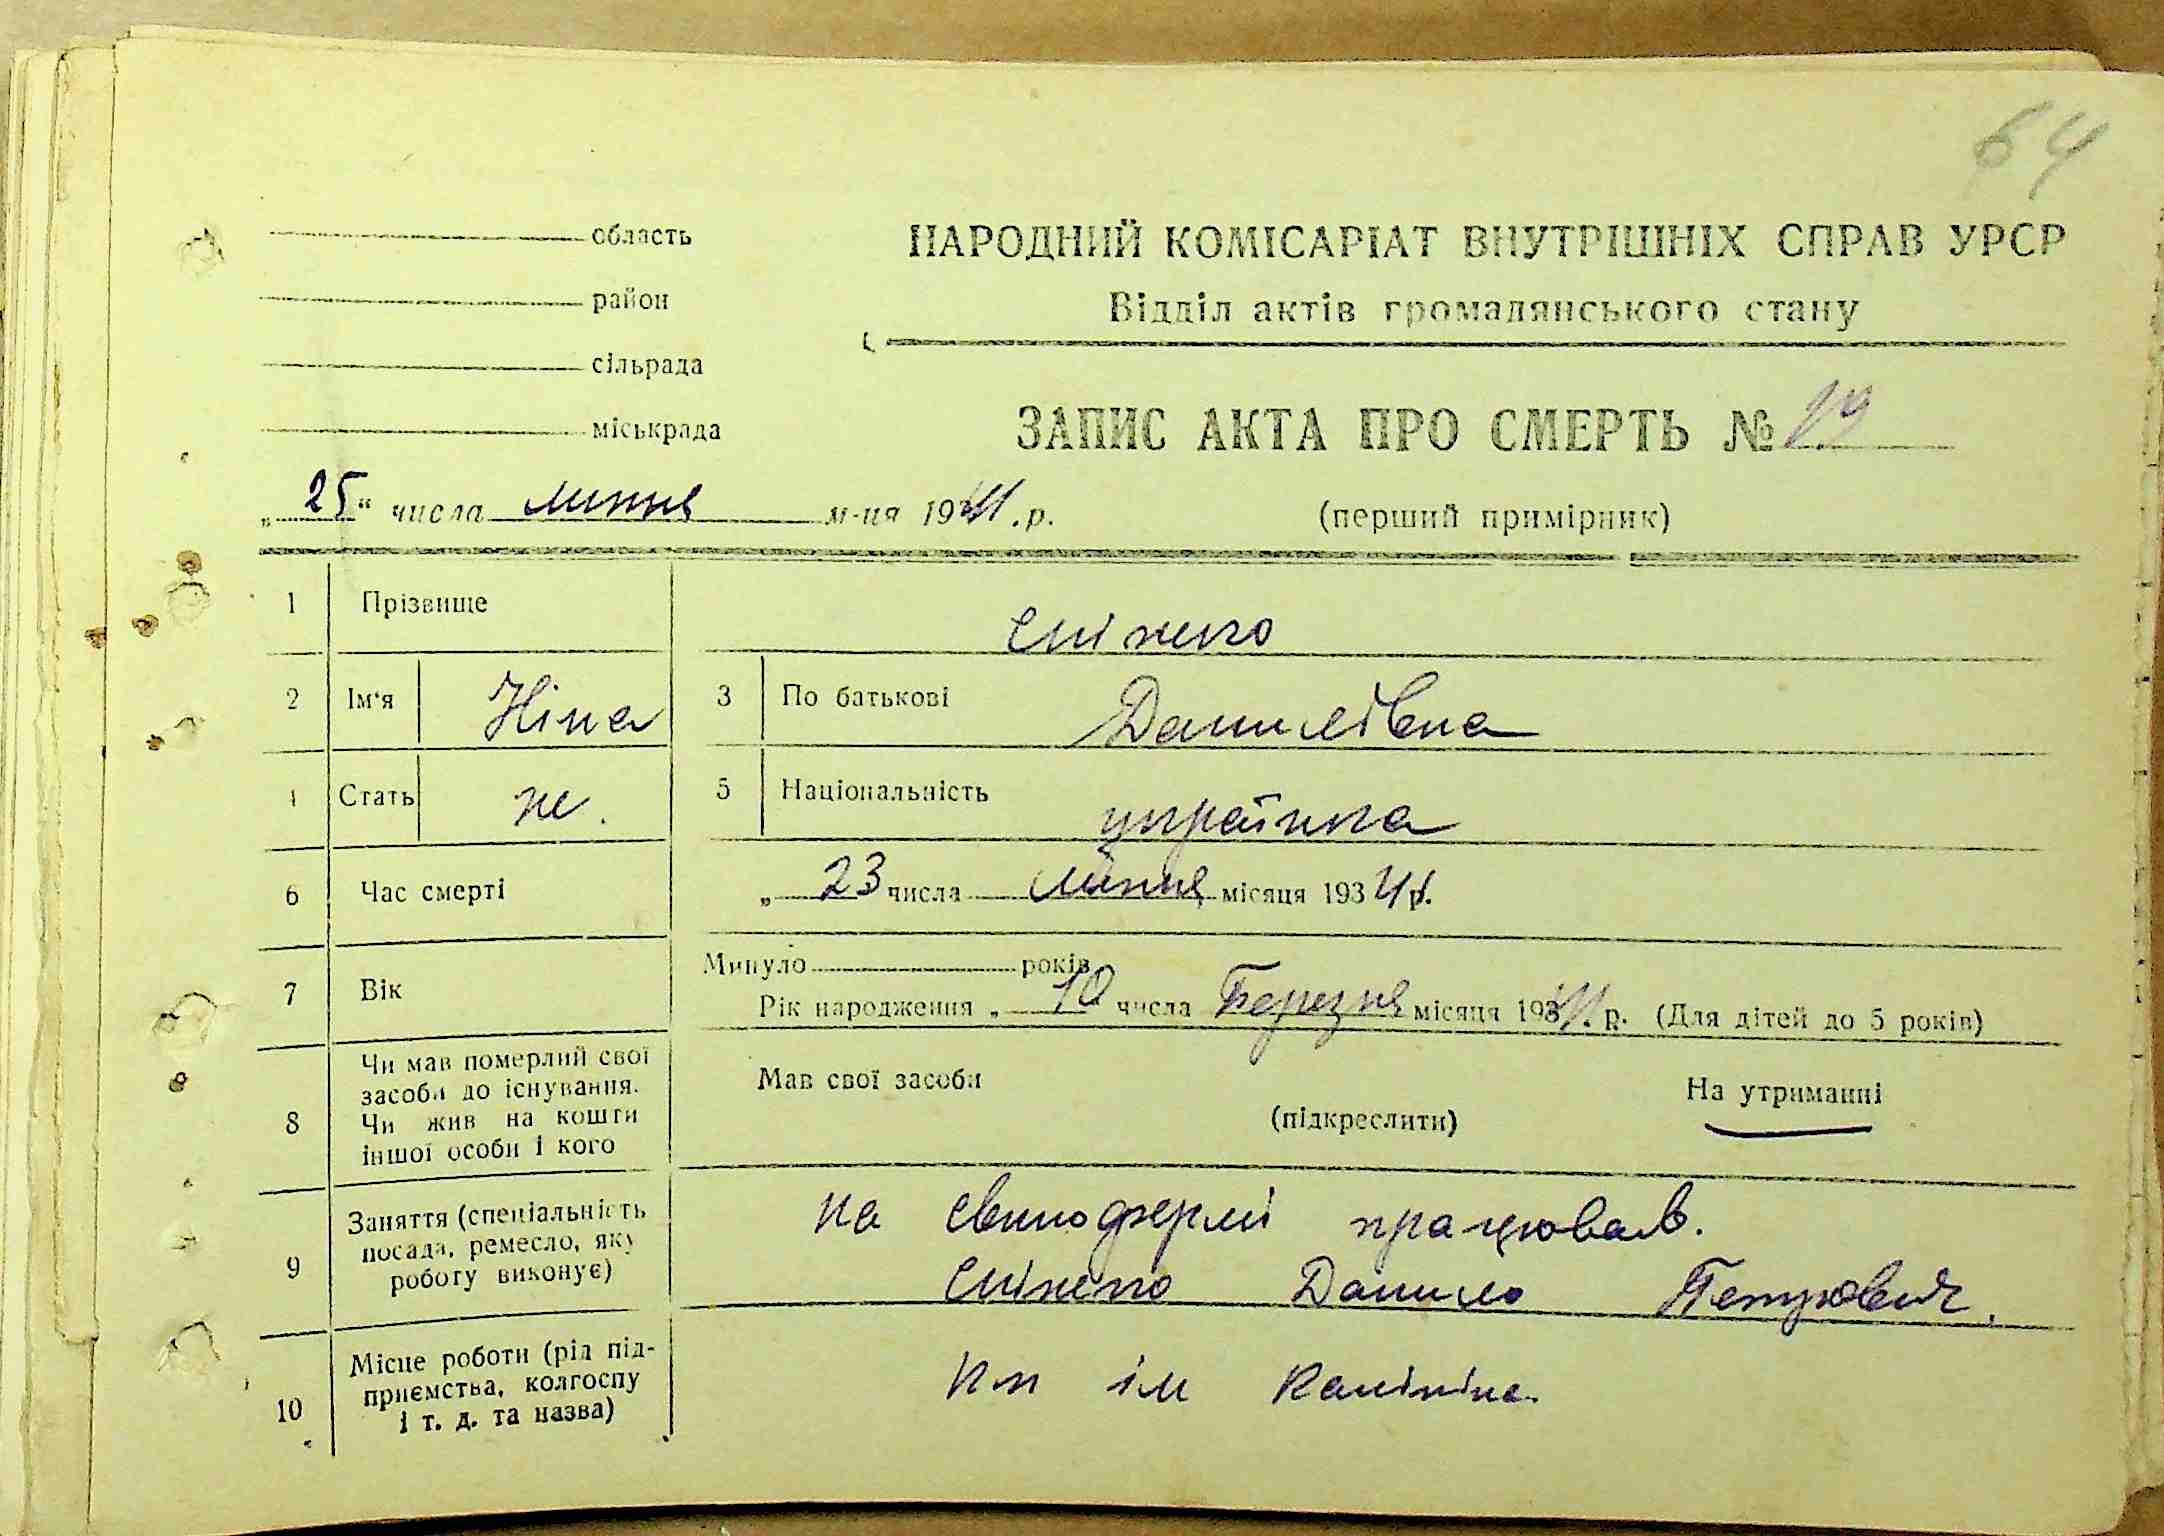 64
область
район
сільрада
міськрада
НАРОДНИЙ КОМІСАРІАТ ВНУТРІШНІХ СПРАВ УРСР
Відділ актів громадянського стану
ЗАПИС АКТА ПРО СМЕРТЬ № 19
„25“ числа липня м-ця 1941. р.
(перший примірник)
1 Прізвище
2 Ім‘я Ніна 3 По батькові Данилівна
4 Стать ж. 5 Національність українка
6 Час смерті „23 числа липня місяця 19341 р.
7 Вік Минуло років
Рік народження „10 числа Березня місяця 1941. р. (Для дітей до 5 років)
8 Чи мав померлий свої засоби до існування. Чи жив на кошти іншої особи і кого
Мав свої засоби (підкреслити) На утриманні
9 Заняття (спеціальність посада, ремесло, яку роботу виконує)
на свинофермі працював.
Данило Петрович.
10 Місце роботи (рід підприємства, колгоспу і т. д. та назва)
ім Калініна.